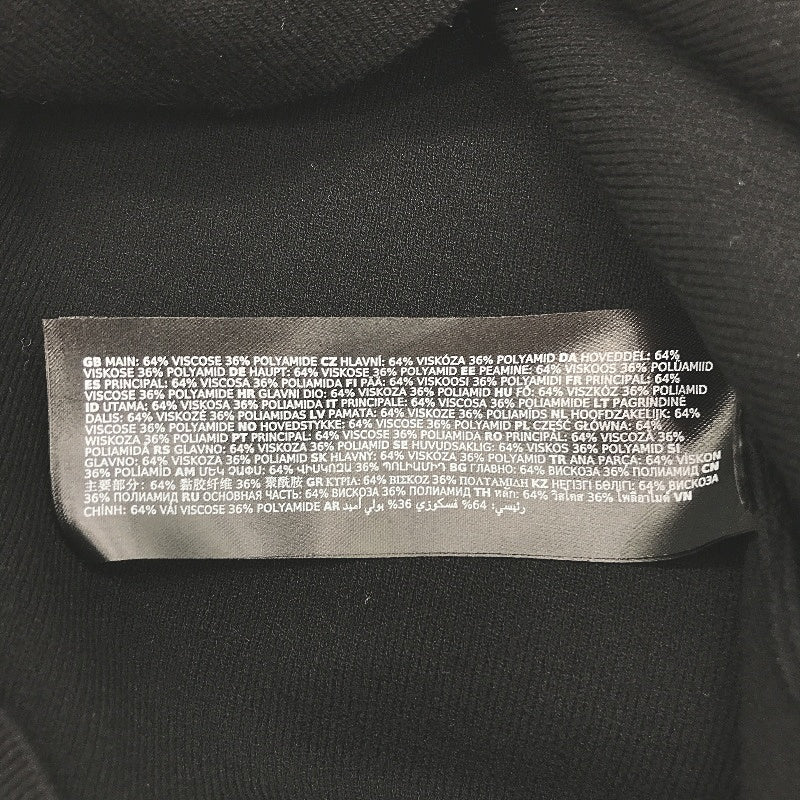 GB MAIN: 64% VISCOSE 36% POLYAMIDE CZ HLAVNÍ: 64% VISKÓZA 36% POLYAMID DA HOVEDDEL: 64%
VISKOSE 36% POLYAMID DE HAUPT: 64% VISKOSE 36% POLYAMID EE PEAMINE: 64% VISKOOS 36% POLÜAMIID
ES PRINCIPAL: 64% VISCOSA 36% POLIAMIDA FI PÄÄ: 64% VISKOOSI 36% POLYAMIDI FR PRINCIPAL: 64%
VISCOSE 36% POLYAMIDE HR GLAVNI DIO: 64% VISKOZA 36% POLIAMID HU FŐ: 64% VISZKÓZ 36% POLIAMID
ID UTAMA: 64% VISKOSA 36% POLIAMIDA IT PRINCIPALE: 64% VISCOSA 36% POLIAMMIDE LT PAGRINDINĖ
DALIS: 64% VISKOZĖ 36% POLIAMIDAS LV PAMATA: 64% VISKOZE 36% POLIAMĪDS NL HOOFDZAKELIJK: 64%
VISCOSE 36% POLYAMIDE NO HOVEDSTYKKE: 64% VISKOSE 36% POLYAMID PL CZĘŚĆ GŁÓWNA: 64%
WISKOZA 36% POLIAMID PT PRINCIPAL: 64% VISCOSE 36% POLIAMIDA RO PRINCIPAL: 64% VISCOZĂ 36%
POLIAMIDĂ RS GLAVNO: 64% VISKOZA 36% POLIAMID SE HUVUDSAKLIG: 64% VISKOS 36% POLYAMID SI
GLAVNO: 64% VISKOZA 36% POLIAMID SK HLAVNÝ: 64% VISKÓZA 36% POLYAMID TR ANA PARÇA: 64% VİSKON
36% POLİAMİD AM ՄԵԿ ՉԱՓՍ: 64% ՎԻՍԿՈԶԱ 36% BG ГЛАВНО: 64% ВИСКОЗА 36% ПОЛИАМИД CN
主要部分: 64% 黏胶纤维 36% 聚酰胺 GR ΚΥΡΙΑ: 64% ΒΙΣΚΟΖ 36% ΠΟΛΥΑΜΙΔΗ KZ НЕГІЗГІ БӨЛІГІ: 64% ВИСКОЗА
36% ПОЛИАМИД RU ОСНОВНАЯ ЧАСТЬ: 64% ВИСКОЗА 36% ПОЛИАМИД TH หลัก: 64% วิสโคส 36% โพลีอาไมด์ VN
CHÍNH: 64% VẢI VISCOSE 36% POLYAMIDE AR رئيسي: 64% فسكوزي 36% بولي أميد